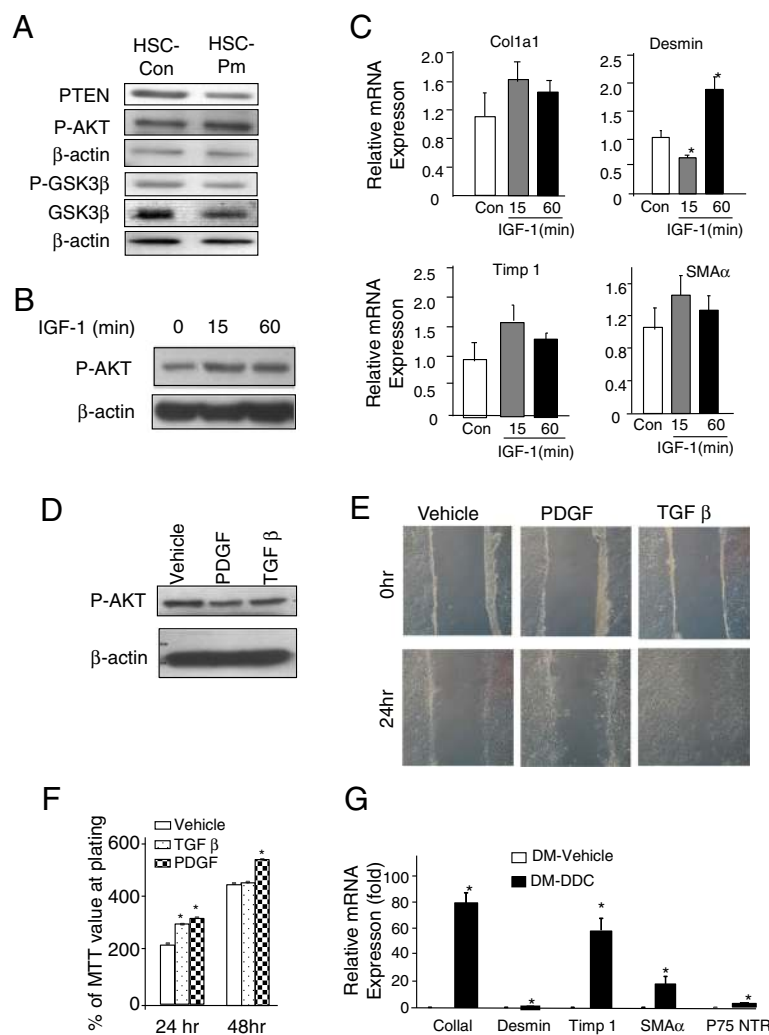 A
HSC-
Con
HSC-
Pm
PTEN
P-AKT
β-actin
P-GSK3β
GSK3β
β-actin
B
IGF-1 (min) 0 15 60
P-AKT
β-actin
C
Col1a1
Relative mRNA
Expresson
2.0
1.6
1.2
0.8
0.4
0
Con 15 60
IGF-1(min)
Desmin
2.5
2.0
1.5
1.0
0.5
0
*
*
Con 15 60
IGF-1(min)
Timp 1
Relative mRNA
Expresson
2.5
2.0
1.5
1.0
0.5
0
Con 15 60
IGF-1(min)
SMAα
1.6
1.2
0.8
0.4
0
Con 15 60
IGF-1(min)
D
Vehicle
PDGF
TGF β
P-AKT
β-actin
E
Vehicle PDGF TGF β
0hr
24hr
F
Vehicle
TGF β
PDGF
% of MTT value at plating
600
400
200
0
* *
*
24 hr 48hr
G
DM-Vehicle
DM-DDC
Relative mRNA
Expresson (fold)
80
60
40
20
0
* * * * *
Collal Desmin Timp 1 SMAα P75 NTR